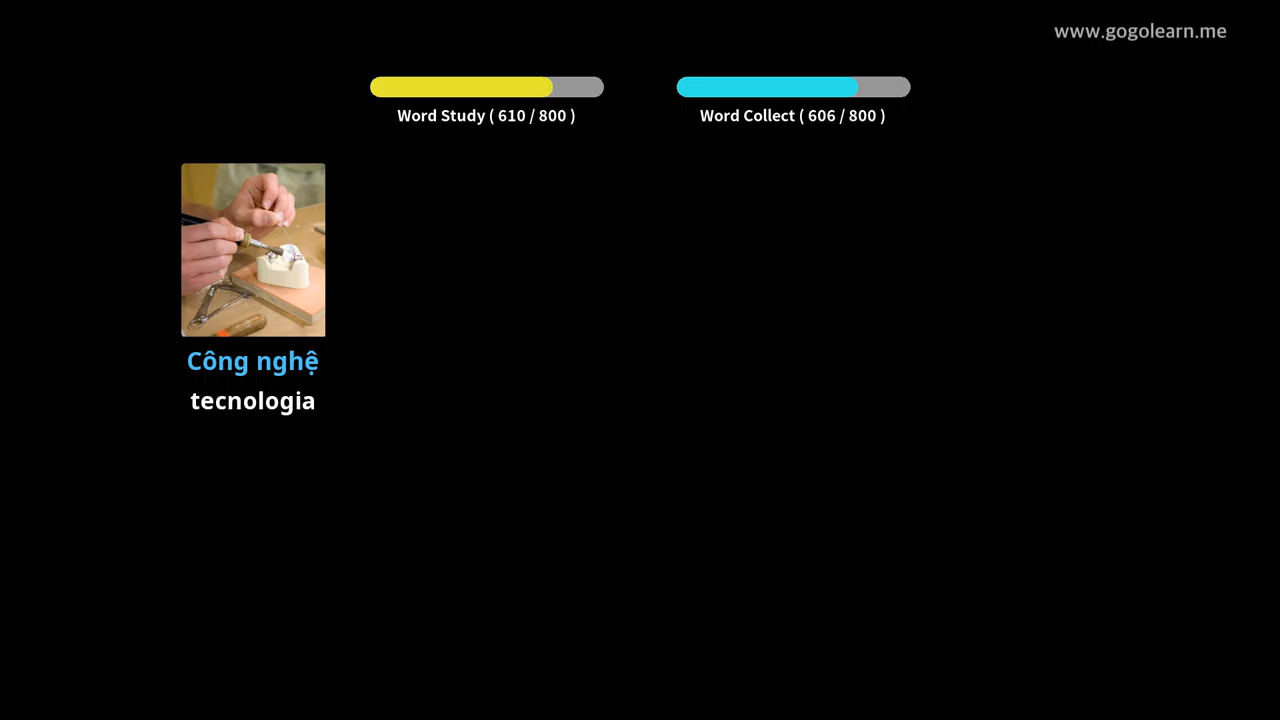 www.gogolearn.me
Word Study ( 610 / 800 )
Word Collect ( 606 / 800 )
Công nghệ
tecnologia